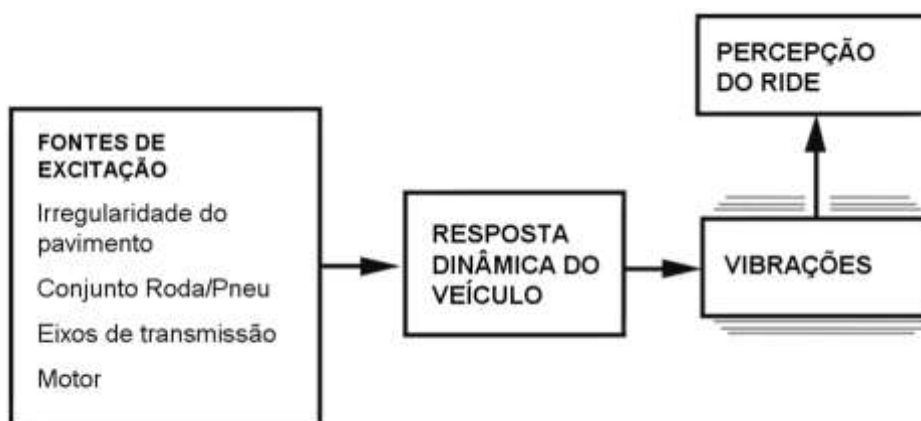 FONTES DE
EXCITAÇÃO
Irregularidade do
pavimento
Conjunto Roda/Pneu
Eixos de transmissão
Motor
RESPOSTA
DINÂMICA DO
VEÍCULO
VIBRAÇÕES
PERCEPÇÃO
DO RIDE